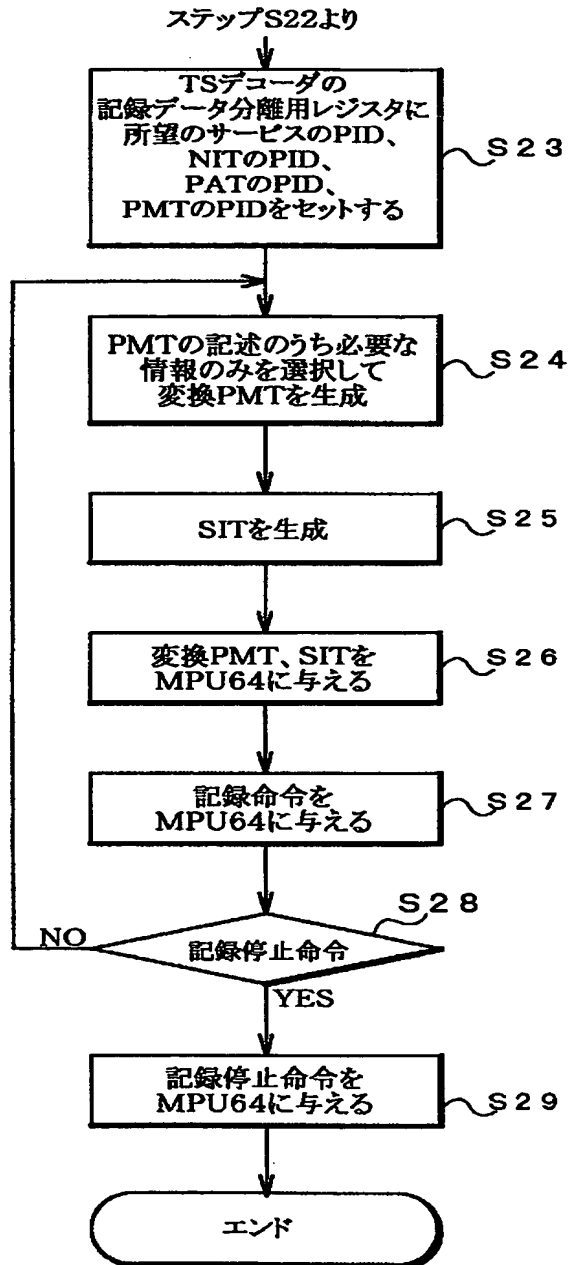 ステップS22より
TSデコーダの
記録データ分離用レジスタに
所望のサービスのPID、
NITのPID、
PATのPID、
PMTのPIDをセットする
S23
PMTの記述のうち必要な
情報のみを選択して
変換PMTを生成
S24
SITを生成
S25
変換PMT、SITを
MPU64に与える
S26
記録命令を
MPU64に与える
S27
S28
記録停止命令
NO
YES
記録停止命令を
MPU64に与える
S29
エンド